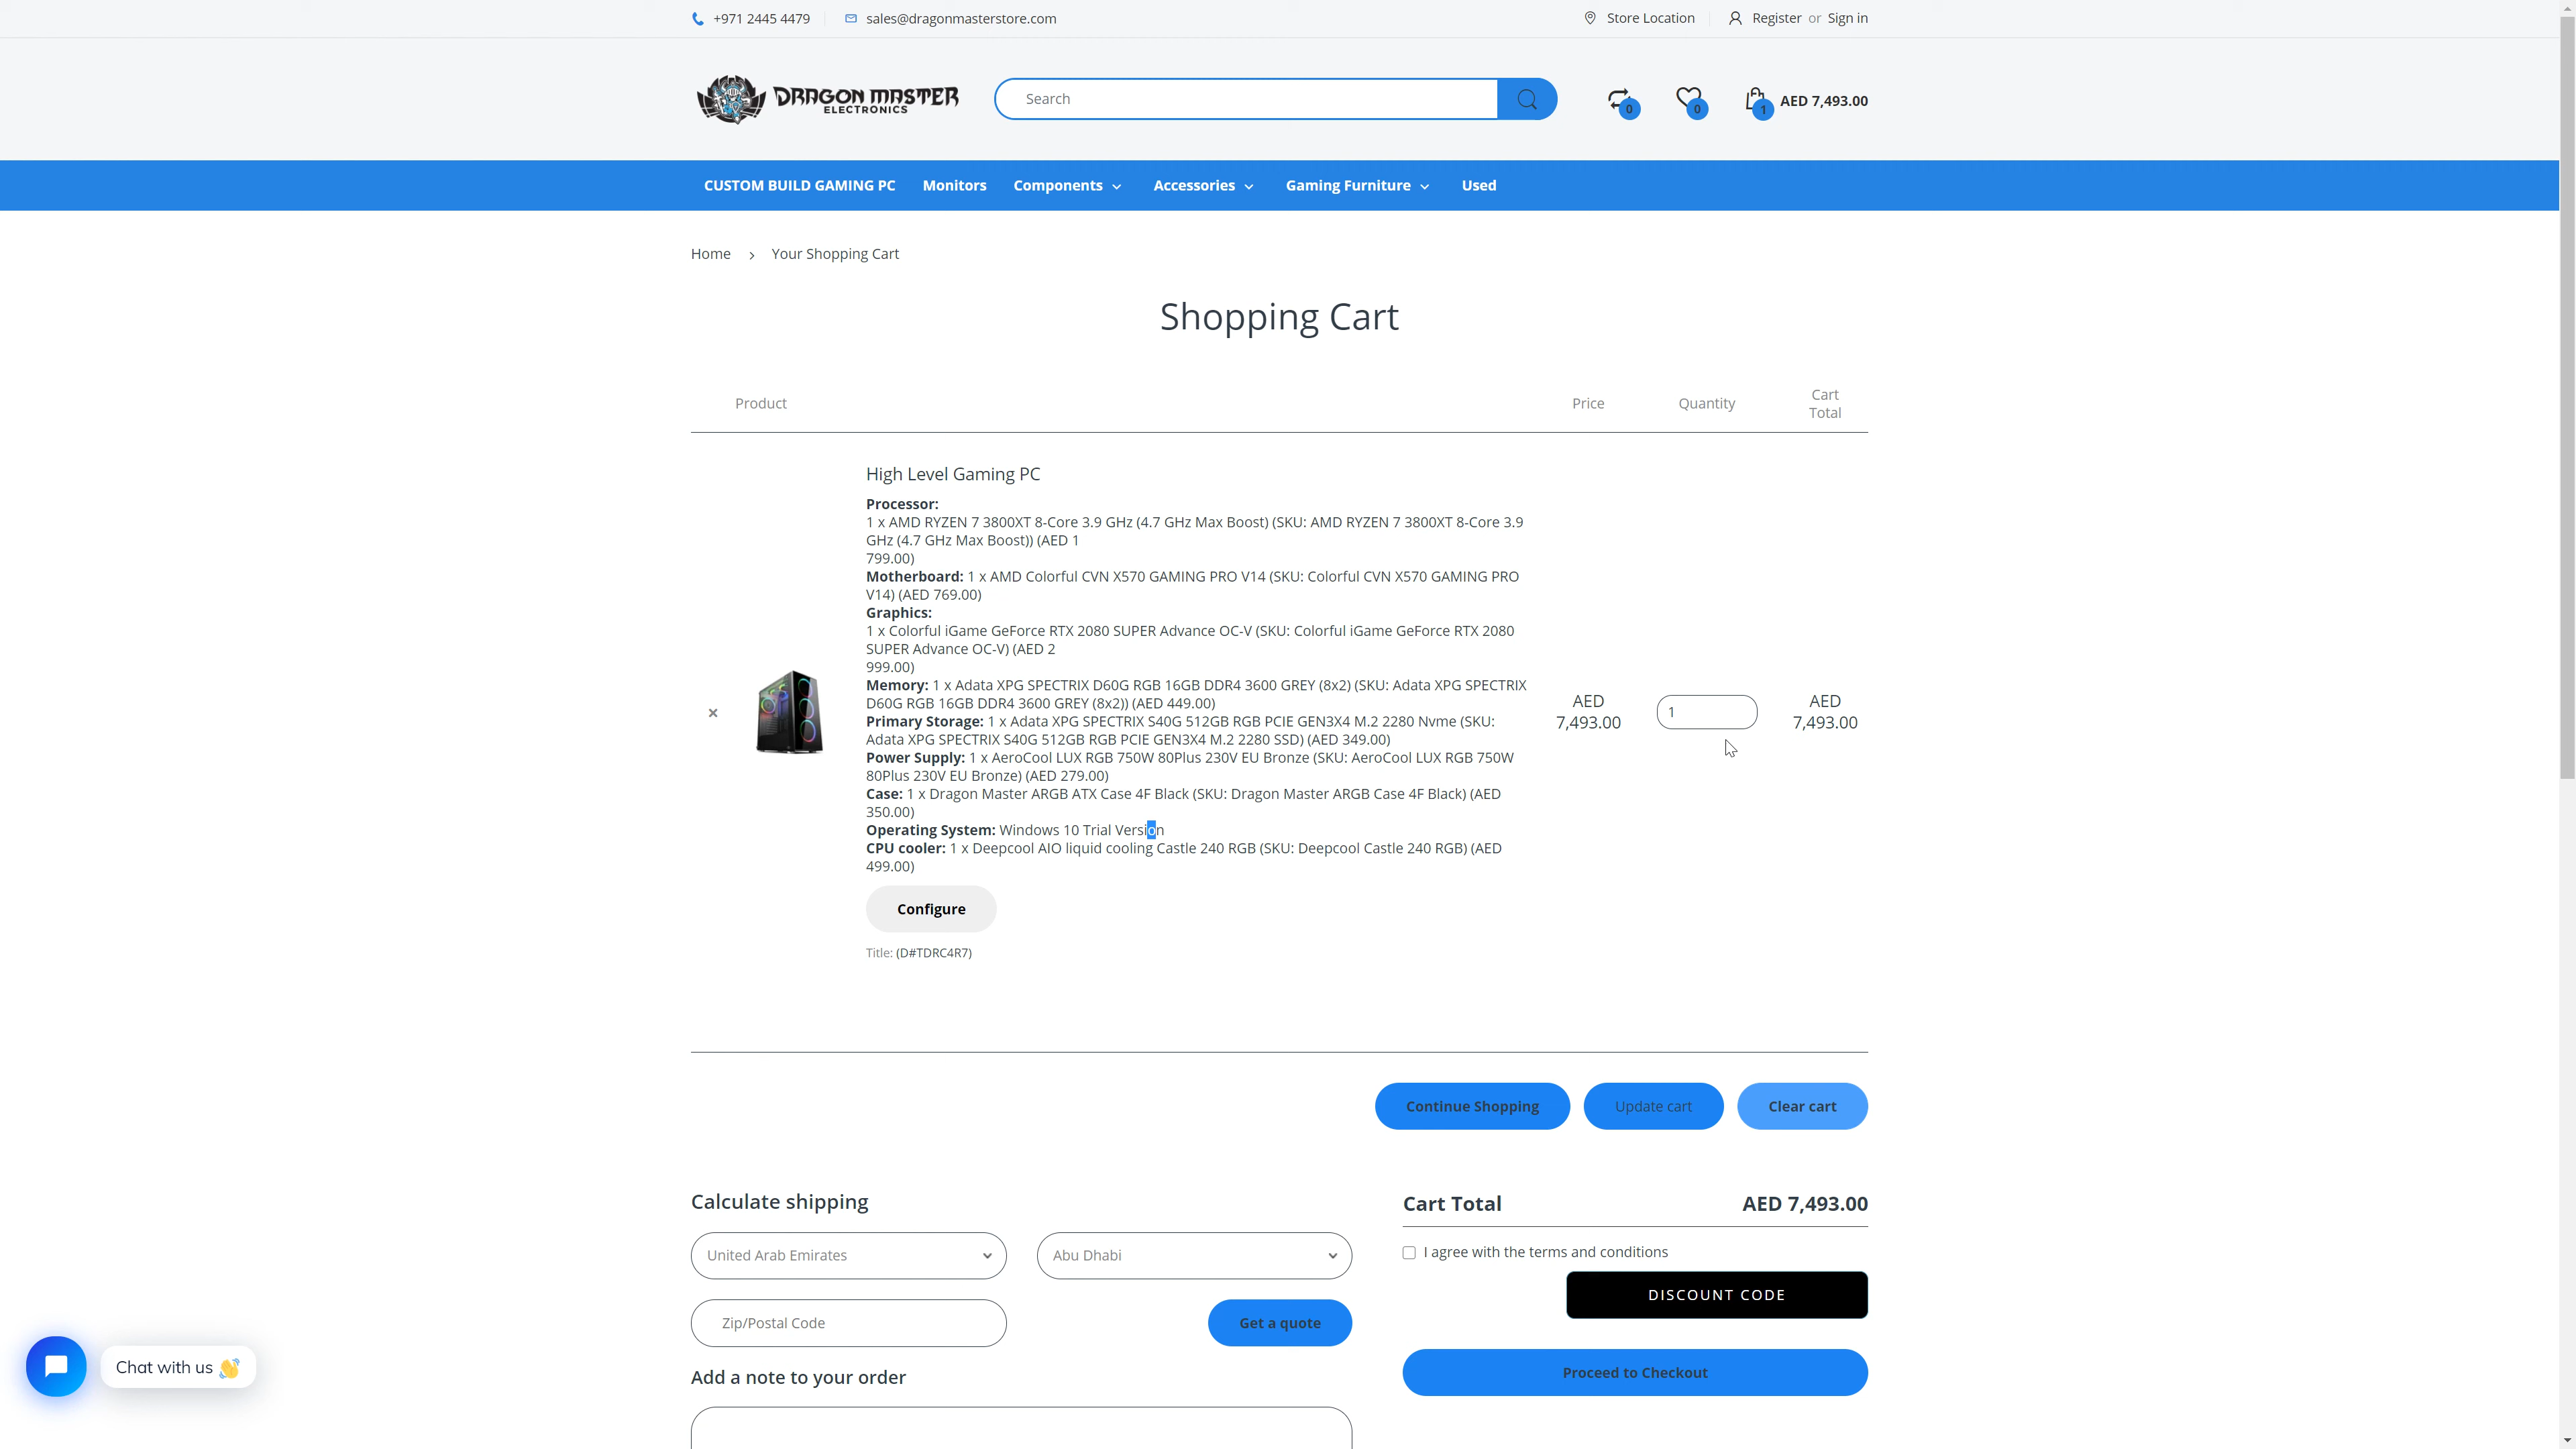 +971 2445 4479
sales@dragonmasterstore.com
Store Location
Register or Sign in
DRAGON MASTER
ELECTRONICS
Search
0
0
1
AED 7,493.00
CUSTOM BUILD GAMING PC
Monitors
Components
Accessories
Gaming Furniture
Used
Home
Your Shopping Cart
Shopping Cart
Product
Price
Quantity
Cart
Total
High Level Gaming PC
Processor:
1 x AMD RYZEN 7 3800XT 8-Core 3.9 GHz (4.7 GHz Max Boost) (SKU: AMD RYZEN 7 3800XT 8-Core 3.9
GHz (4.7 GHz Max Boost)) (AED 1
799.00)
Motherboard: 1 x AMD Colorful CVN X570 GAMING PRO V14 (SKU: Colorful CVN X570 GAMING PRO
V14) (AED 769.00)
Graphics:
1 x Colorful iGame GeForce RTX 2080 SUPER Advance OC-V (SKU: Colorful iGame GeForce RTX 2080
SUPER Advance OC-V) (AED 2
999.00)
Memory: 1 x Adata XPG SPECTRIX D60G RGB 16GB DDR4 3600 GREY (8x2) (SKU: Adata XPG SPECTRIX
D60G RGB 16GB DDR4 3600 GREY (8x2)) (AED 449.00)
Primary Storage: 1 x Adata XPG SPECTRIX S40G 512GB RGB PCIE GEN3X4 M.2 2280 Nvme (SKU:
Adata XPG SPECTRIX S40G 512GB RGB PCIE GEN3X4 M.2 2280 SSD) (AED 349.00)
Power Supply: 1 x AeroCool LUX RGB 750W 80Plus 230V EU Bronze (SKU: AeroCool LUX RGB 750W
80Plus 230V EU Bronze) (AED 279.00)
Case: 1 x Dragon Master ARGB ATX Case 4F Black (SKU: Dragon Master ARGB Case 4F Black) (AED
350.00)
Operating System: Windows 10 Trial Version
CPU cooler: 1 x Deepcool AIO liquid cooling Castle 240 RGB (SKU: Deepcool Castle 240 RGB) (AED
499.00)
Configure
Title: (D#TDRC4R7)
AED
7,493.00
1
AED
7,493.00
Continue Shopping
Update cart
Clear cart
Calculate shipping
United Arab Emirates
Abu Dhabi
Zip/Postal Code
Get a quote
Add a note to your order
Cart Total
AED 7,493.00
I agree with the terms and conditions
DISCOUNT CODE
Proceed to Checkout
Chat with us 👋